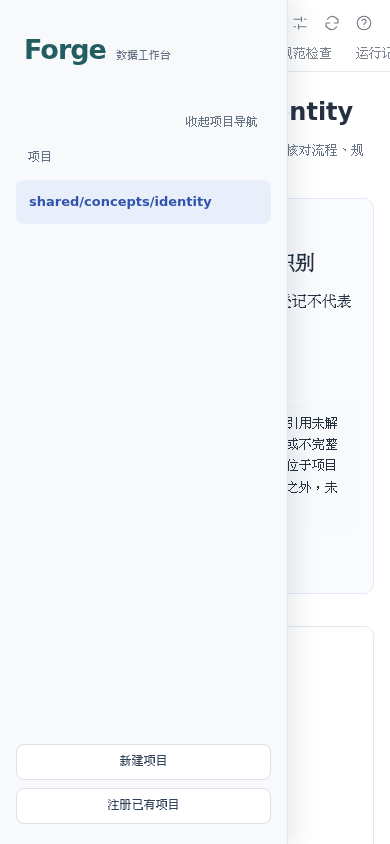 Forge 数据工作台
收起项目导航
项目
shared/concepts/identity
新建项目
注册已有项目
规范检查 运行记
ntity
核对流程、规
识别
登记不代表
引用未解
或不完整
位于项目
之外，未